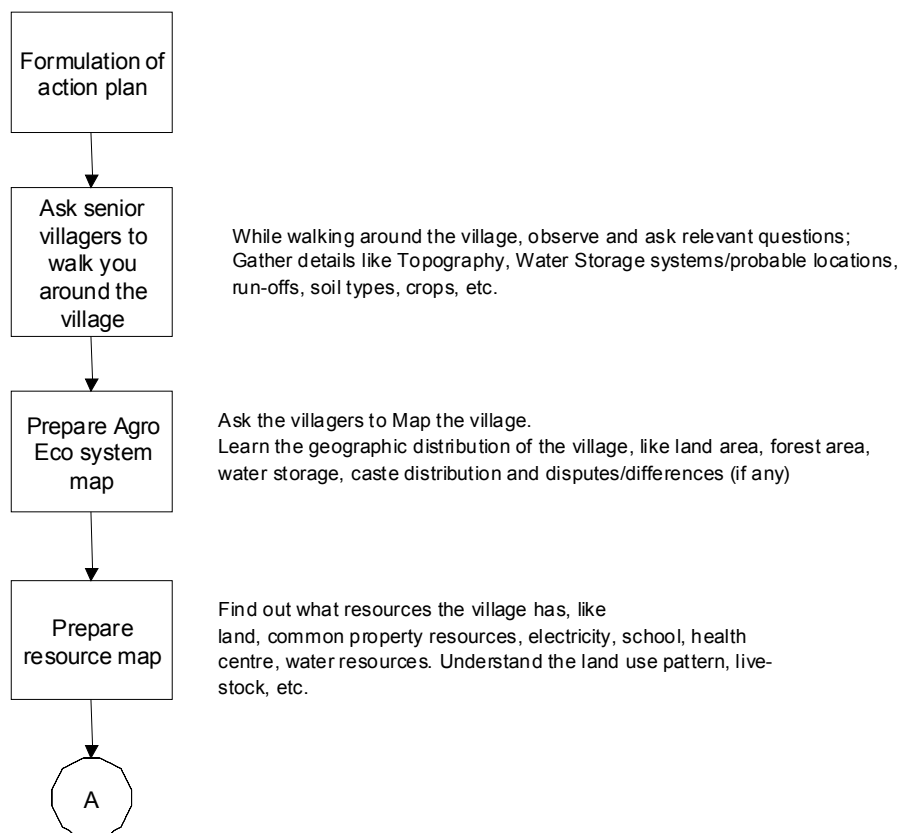 Formulation of
action plan
Ask senior
villagers to
walk you
around the
village
While walking around the village, observe and ask relevant questions;
Gather details like Topography, Water Storage systems/probable locations,
run-offs, soil types, crops, etc.
Prepare Agro
Eco system
map
Ask the villagers to Map the village.
Learn the geographic distribution of the village, like land area, forest area,
water storage, caste distribution and disputes/differences (if any)
Prepare
resource map
Find out what resources the village has, like
land, common property resources, electricity, school, health
centre, water resources. Understand the land use pattern, live-
stock, etc.
A